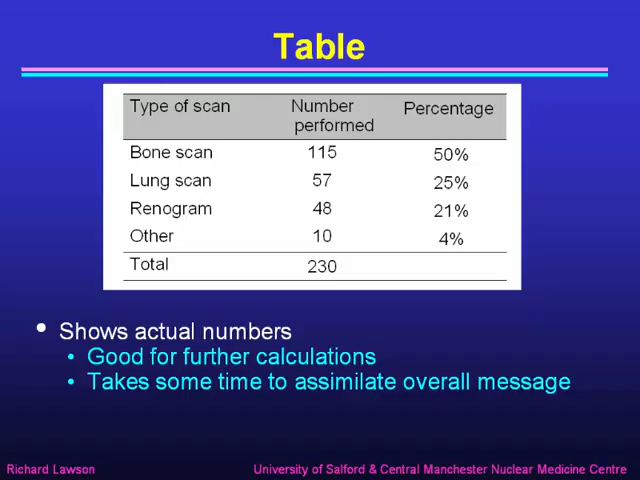 Table
Type of scan Number performed Percentage
Bone scan 115 50%
Lung scan 57 25%
Renogram 48 21%
Other 10 4%
Total 230
• Shows actual numbers
• Good for further calculations
• Takes some time to assimilate overall message
Richard Lawson University of Salford & Central Manchester Nuclear Medicine Centre